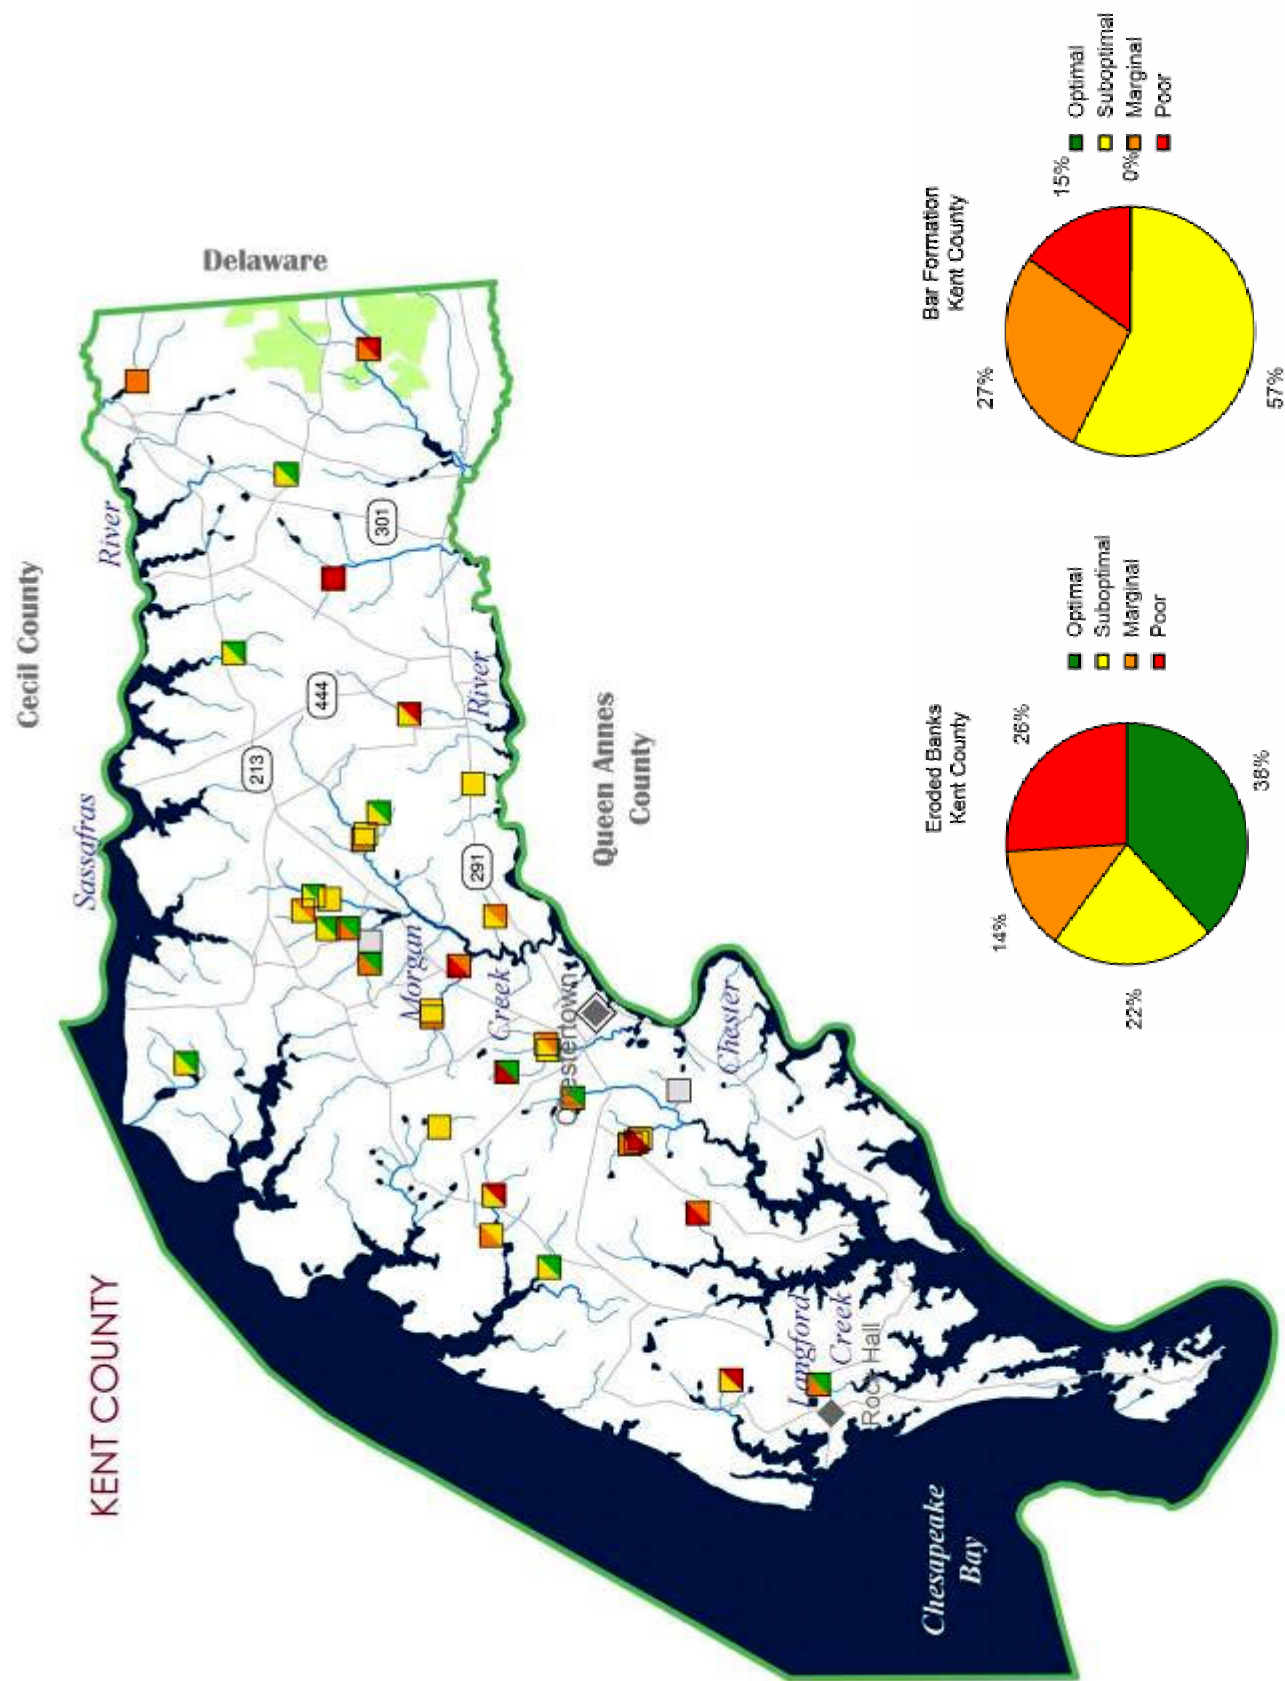 KENT COUNTY
Cecil County
Delaware
Sassafras
River
213
444
301
291
River
Queen Annes
County
Morgan
Creek
Chestertown
Chester
Langford
Creek
Rock Hall
Chesapeake
Bay
Eroded Banks
Kent County
26%
14%
22%
38%
Optimal
Suboptimal
Marginal
Poor
Bar Formation
Kent County
15%
0%
27%
57%
Optimal
Suboptimal
Marginal
Poor